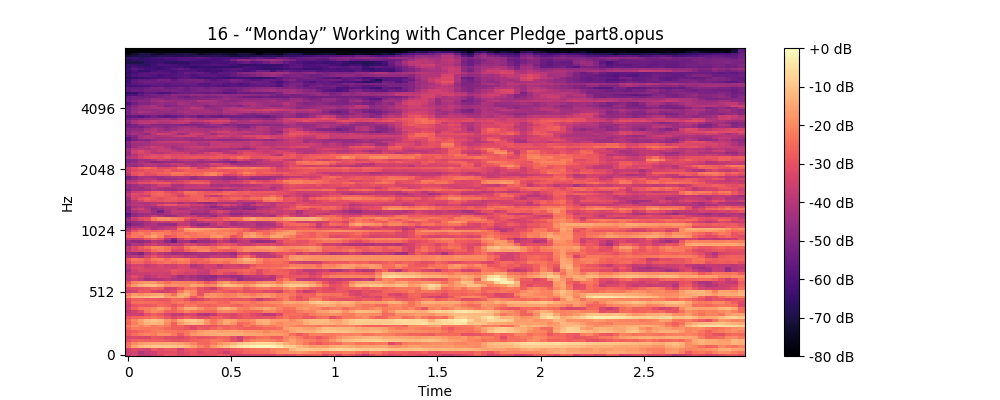 16 - “Monday” Working with Cancer Pledge_part8.opus
+0 dB
-10 dB
-20 dB
-30 dB
-40 dB
-50 dB
-60 dB
-70 dB
-80 dB
4096
2048
1024
512
0
Hz
0 0.5 1 1.5 2 2.5
Time